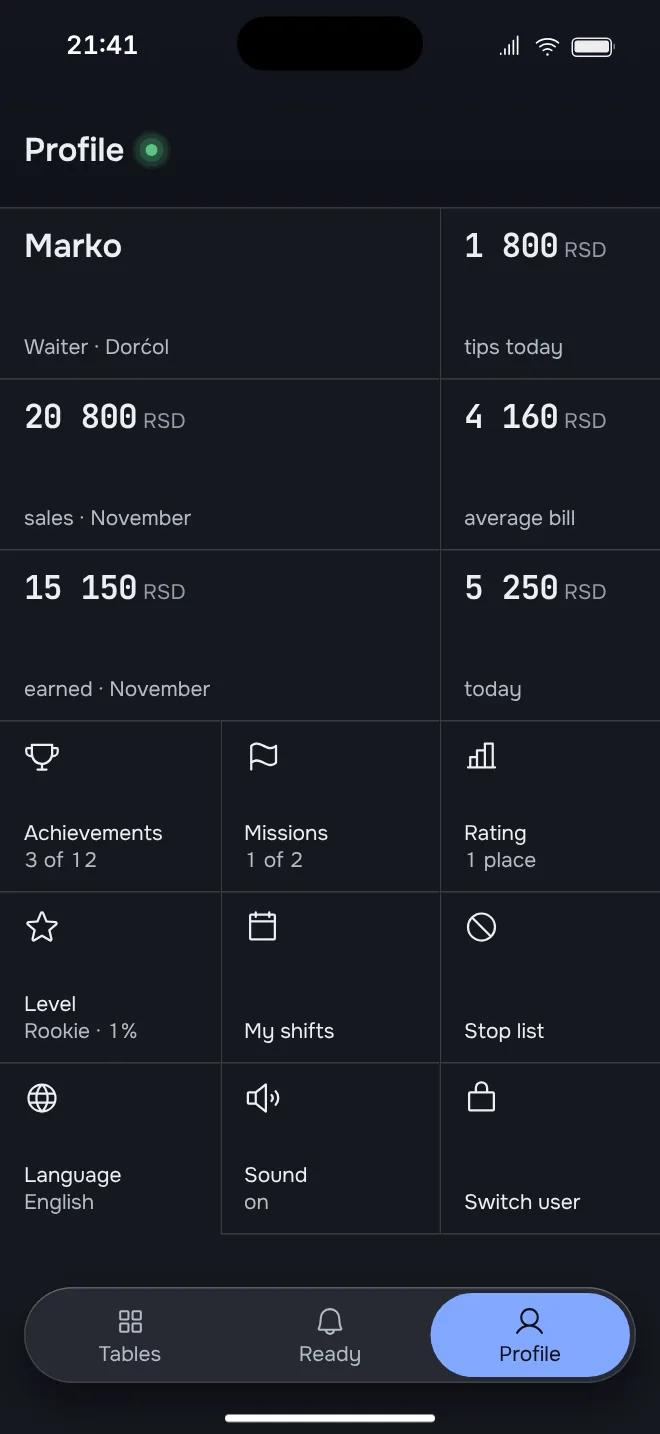 21:41
Profile
Marko
1 800 RSD
Waiter · Dorćol
tips today
20 800 RSD
4 160 RSD
sales · November
average bill
15 150 RSD
5 250 RSD
earned · November
today
Achievements
3 of 12
Missions
1 of 2
Rating
1 place
Level
Rookie · 1%
My shifts
Stop list
Language
English
Sound
on
Switch user
Tables
Ready
Profile